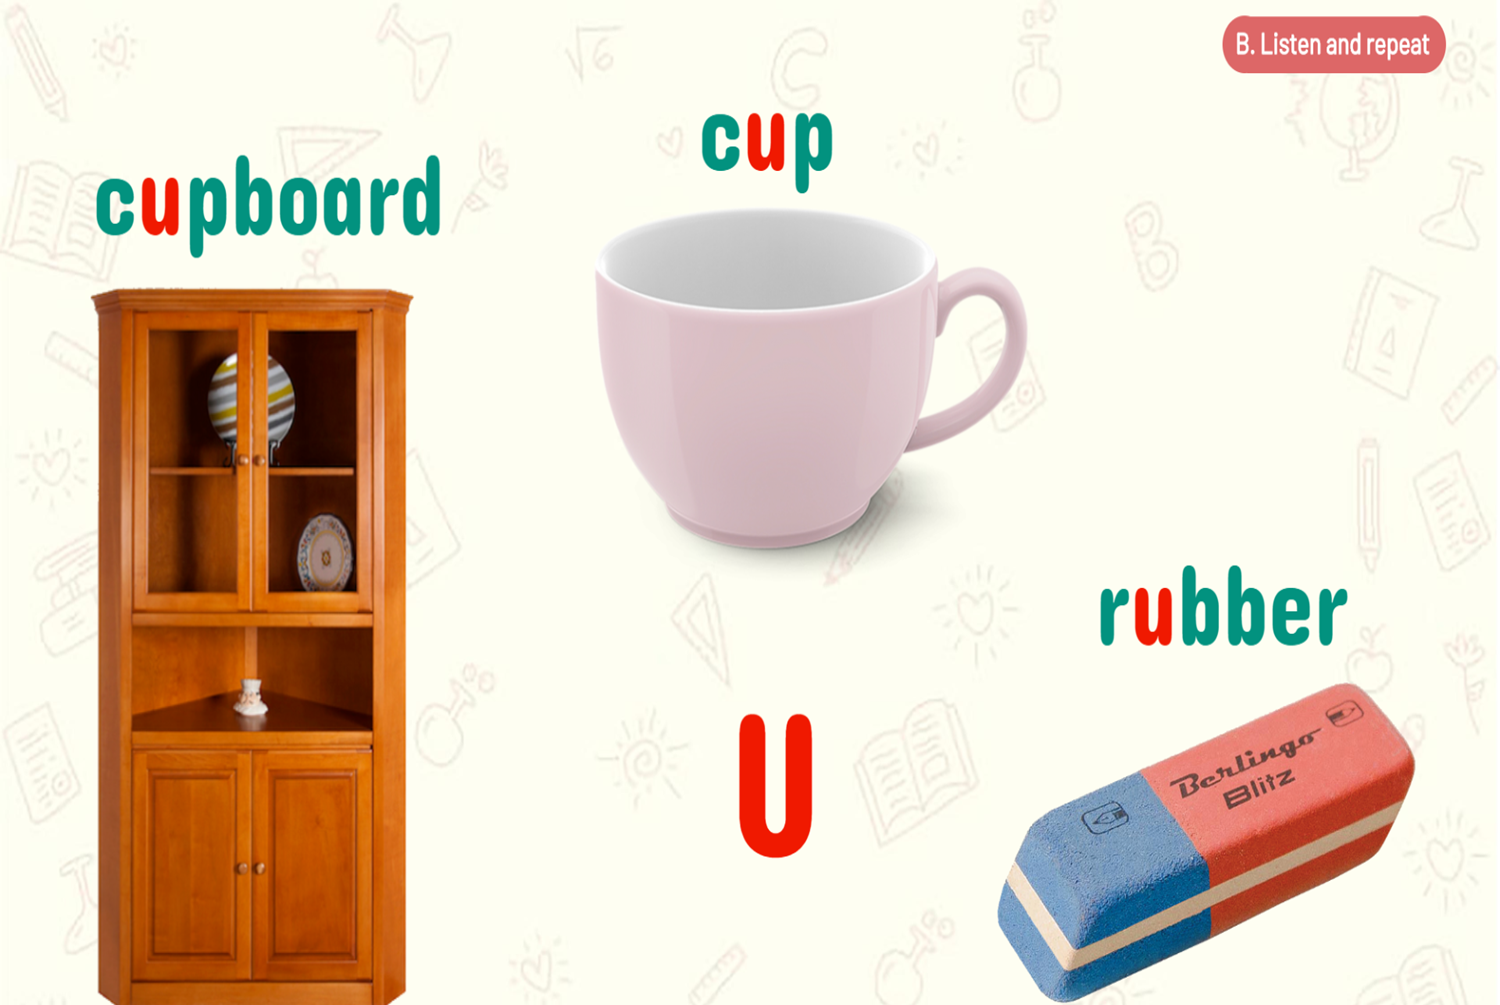 B. Listen and repeat
cup
cupboard
rubber
U
Berlingo
Blitz